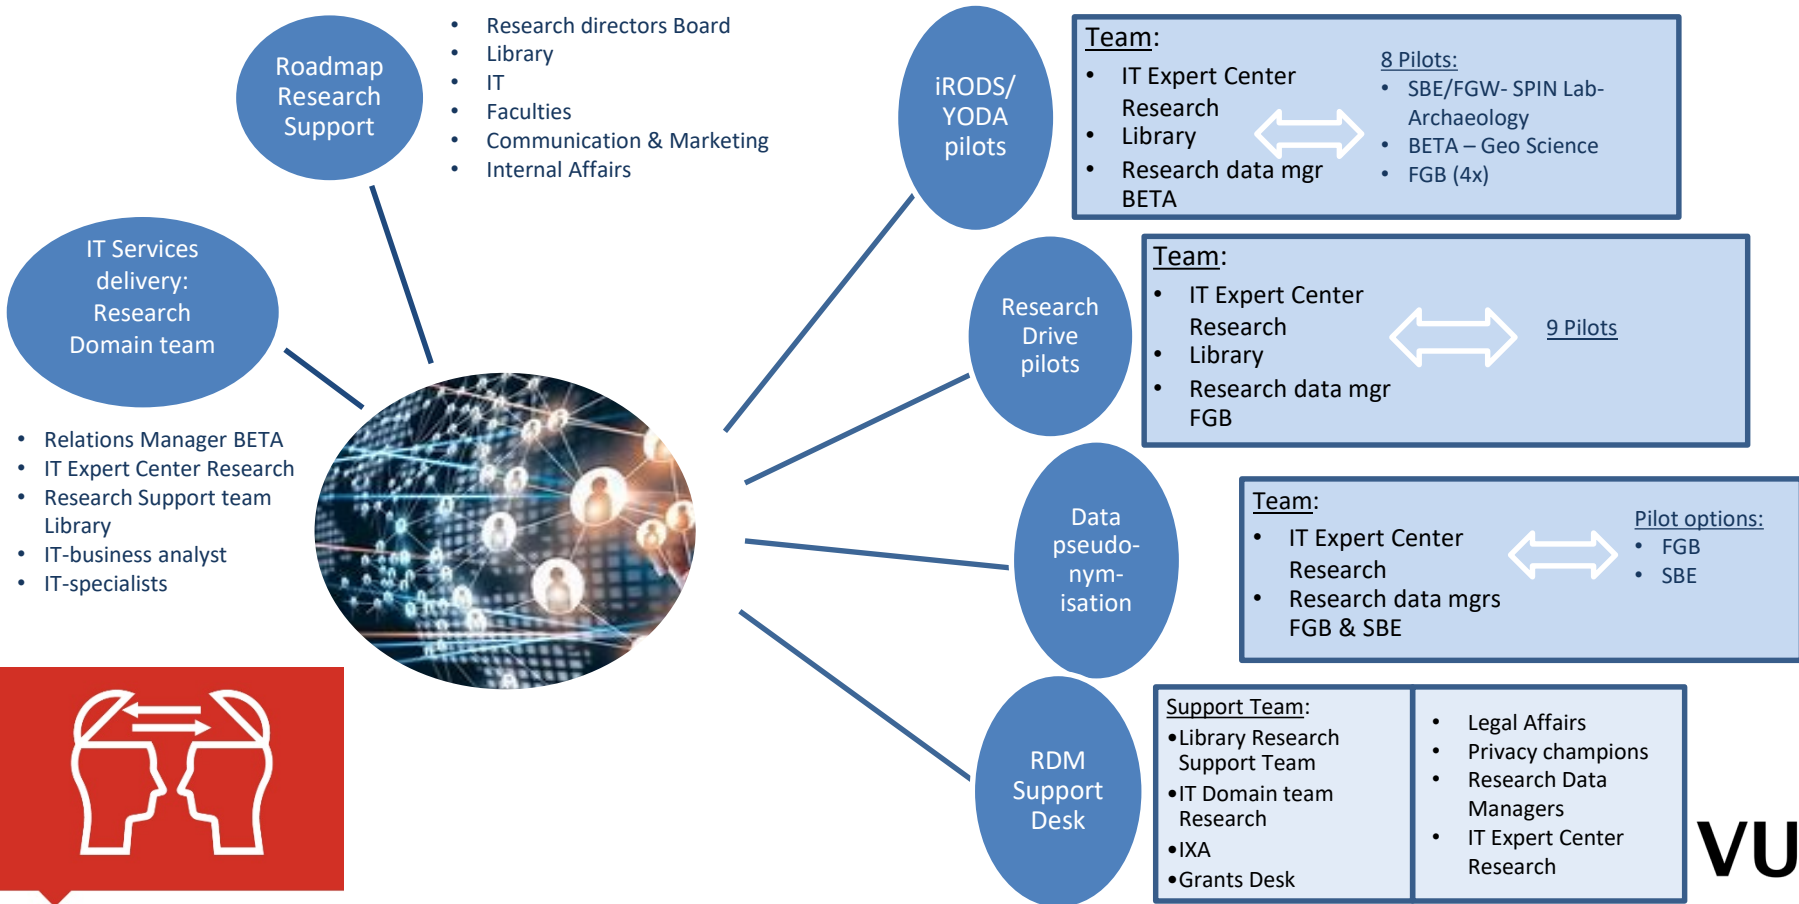 Roadmap
Research
Support
• Research directors Board
• Library
• IT
• Faculties
• Communication & Marketing
• Internal Affairs
IT Services
delivery:
Research
Domain team
• Relations Manager BETA
• IT Expert Center Research
• Research Support team
Library
• IT-business analyst
• IT-specialists
iRODS/
YODA
pilots
Team:
• IT Expert Center
Research
• Library
• Research data mgr
BETA
8 Pilots:
• SBE/FGW- SPIN Lab-
Archaeology
• BETA – Geo Science
• FGB (4x)
Research
Drive
pilots
Team:
• IT Expert Center
Research
• Library
• Research data mgr
FGB
9 Pilots
Data
pseudo-
nym-
isation
Team:
• IT Expert Center
Research
• Research data mgrs
FGB & SBE
Pilot options:
• FGB
• SBE
RDM
Support
Desk
Support Team:
•Library Research
Support Team
•IT Domain team
Research
•IXA
•Grants Desk
• Legal Affairs
• Privacy champions
• Research Data
Managers
• IT Expert Center
Research
VU